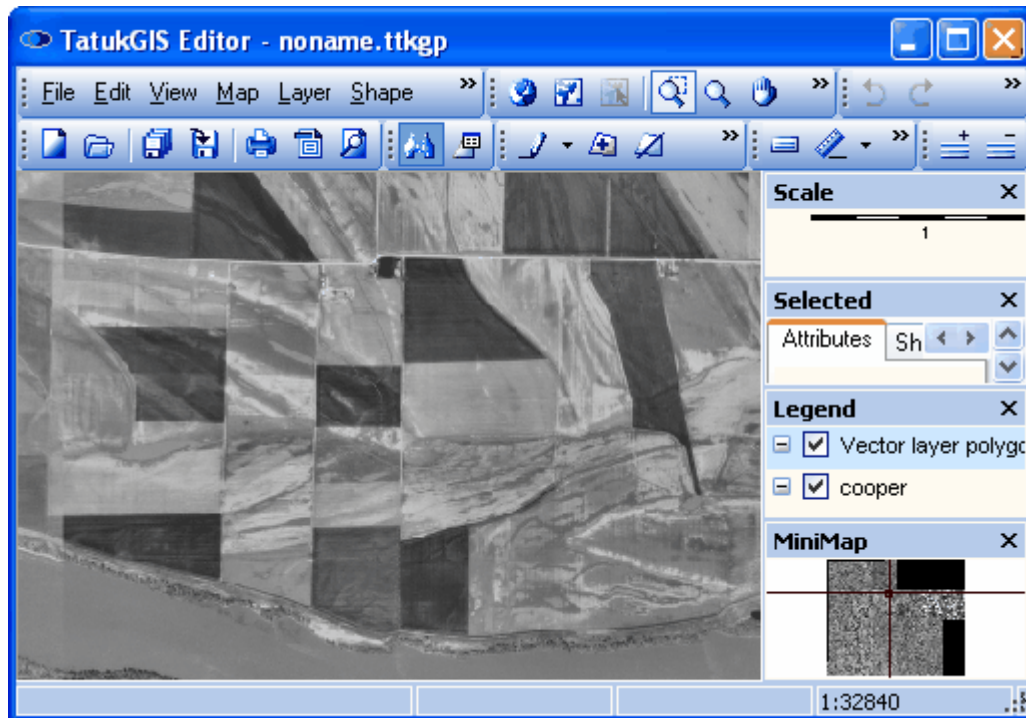 TatukGIS Editor - noname.ttkgp
File Edit View Map Layer Shape
Scale
1
Selected
Attributes Sh
Legend
Vector layer polygo
cooper
MiniMap
1:32840